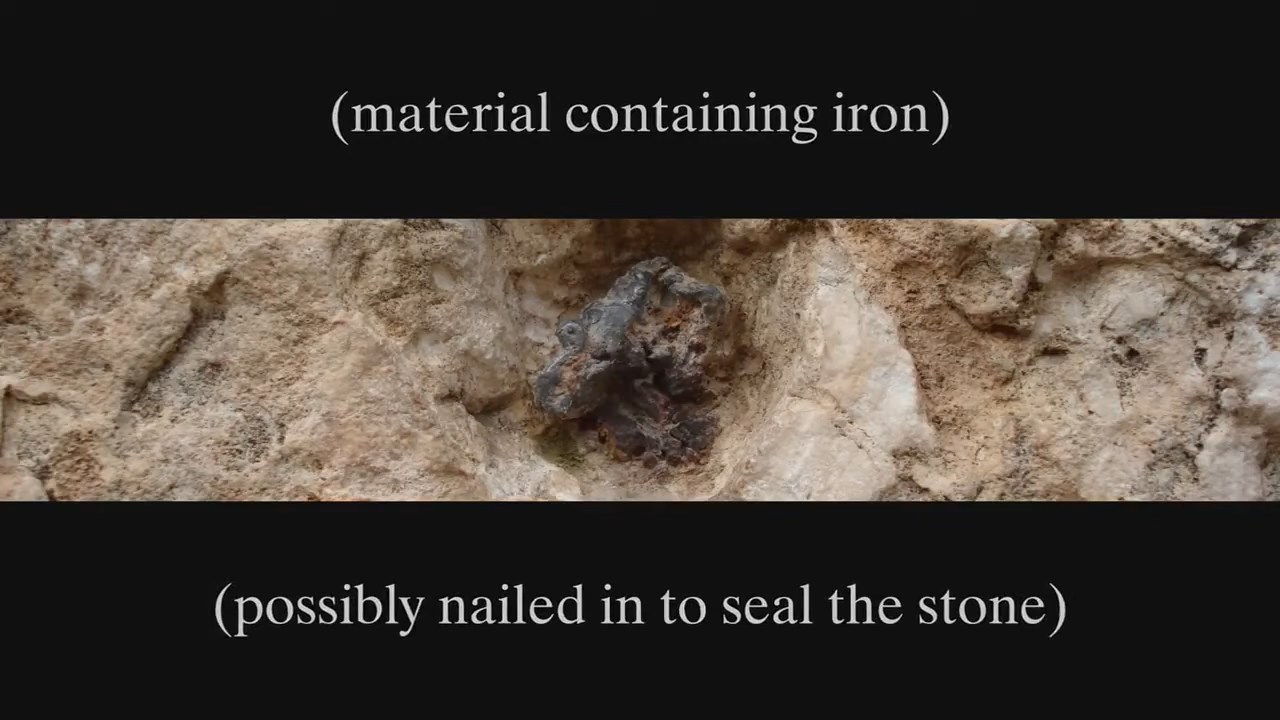 (material containing iron)
(possibly nailed in to seal the stone)